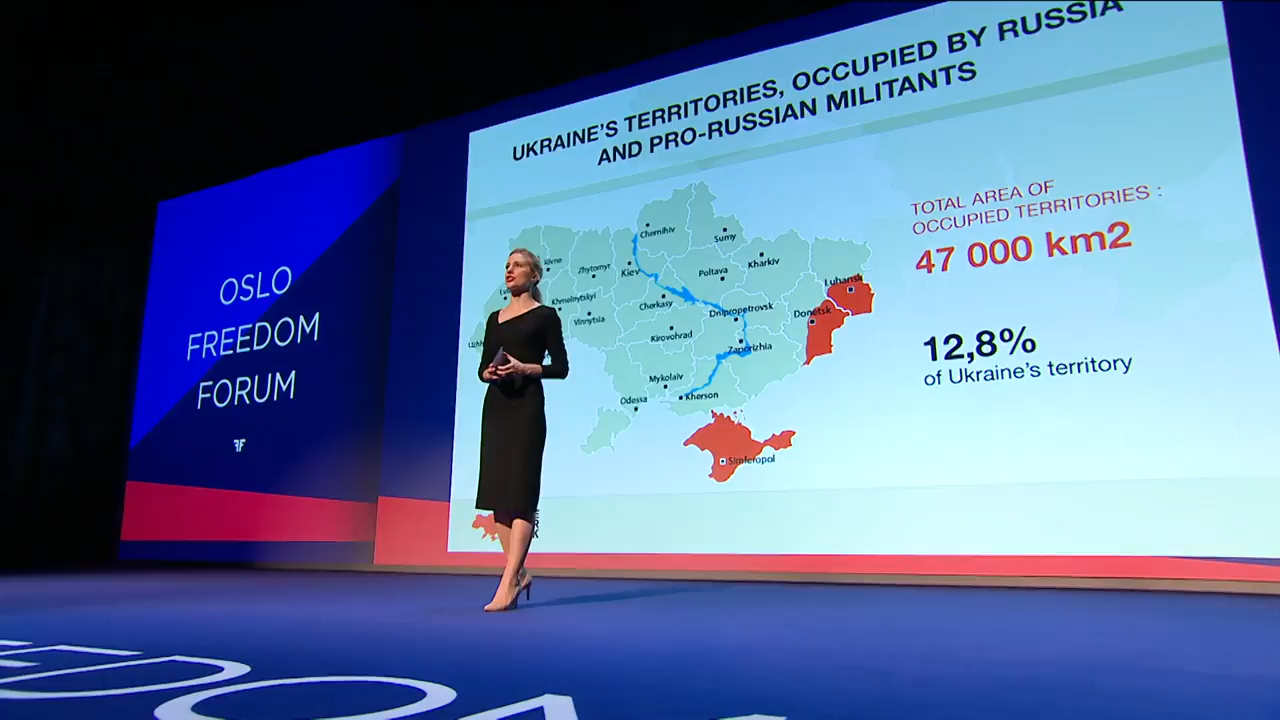 UKRAINE'S TERRITORIES, OCCUPIED BY RUSSIA
AND PRO-RUSSIAN MILITANTS
OSLO
FREEDOM
FORUM
TOTAL AREA OF
OCCUPIED TERRITORIES :
47 000 km2
12,8%
of Ukraine's territory
Chernihiv
Sumy
Rivne
Zhytomyr
Kiev
Kharkiv
Poltava
Luhansk
Khmelnytskyi
Cherkasy
Vinnytsia
Dnipropetrovsk
Donetsk
Kirovohrad
Zaporizhia
Mykolaiv
Odessa
Kherson
Simferopol